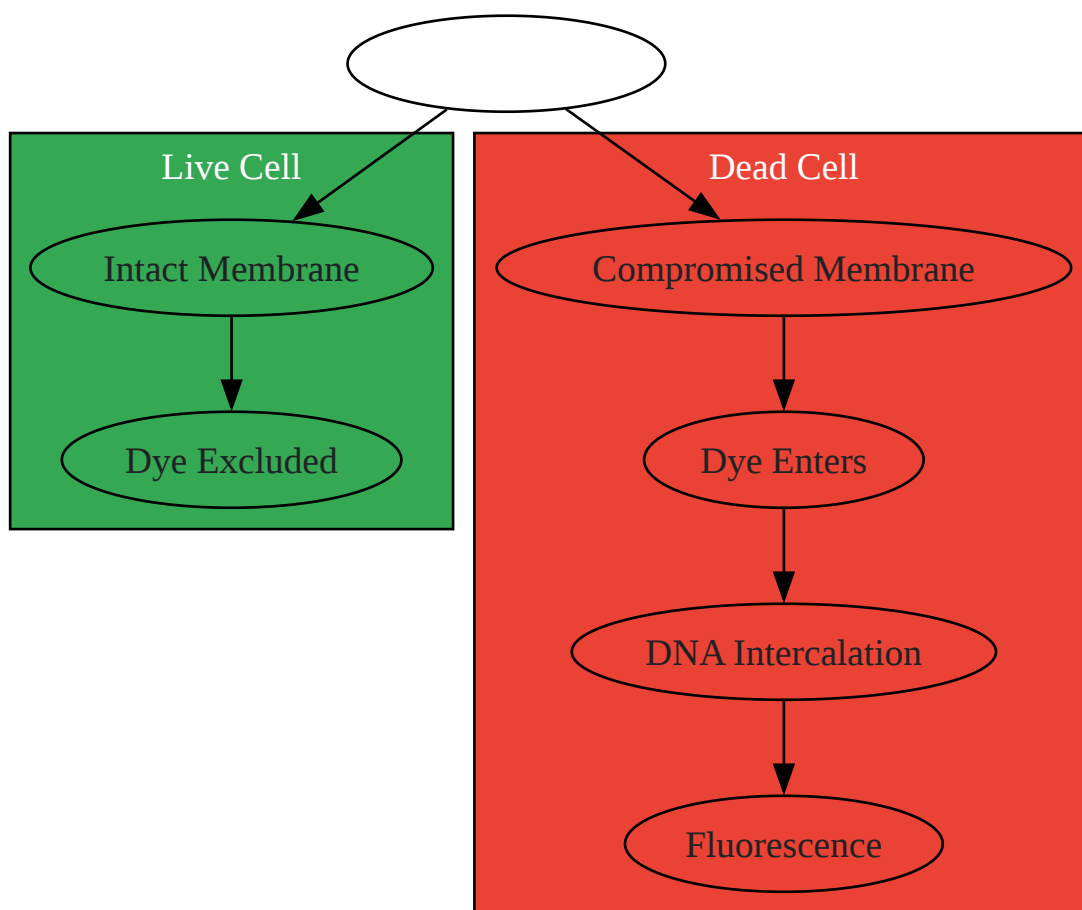 Live Cell
Intact Membrane
Dye Excluded
Dead Cell
Compromised Membrane
Dye Enters
DNA Intercalation
Fluorescence